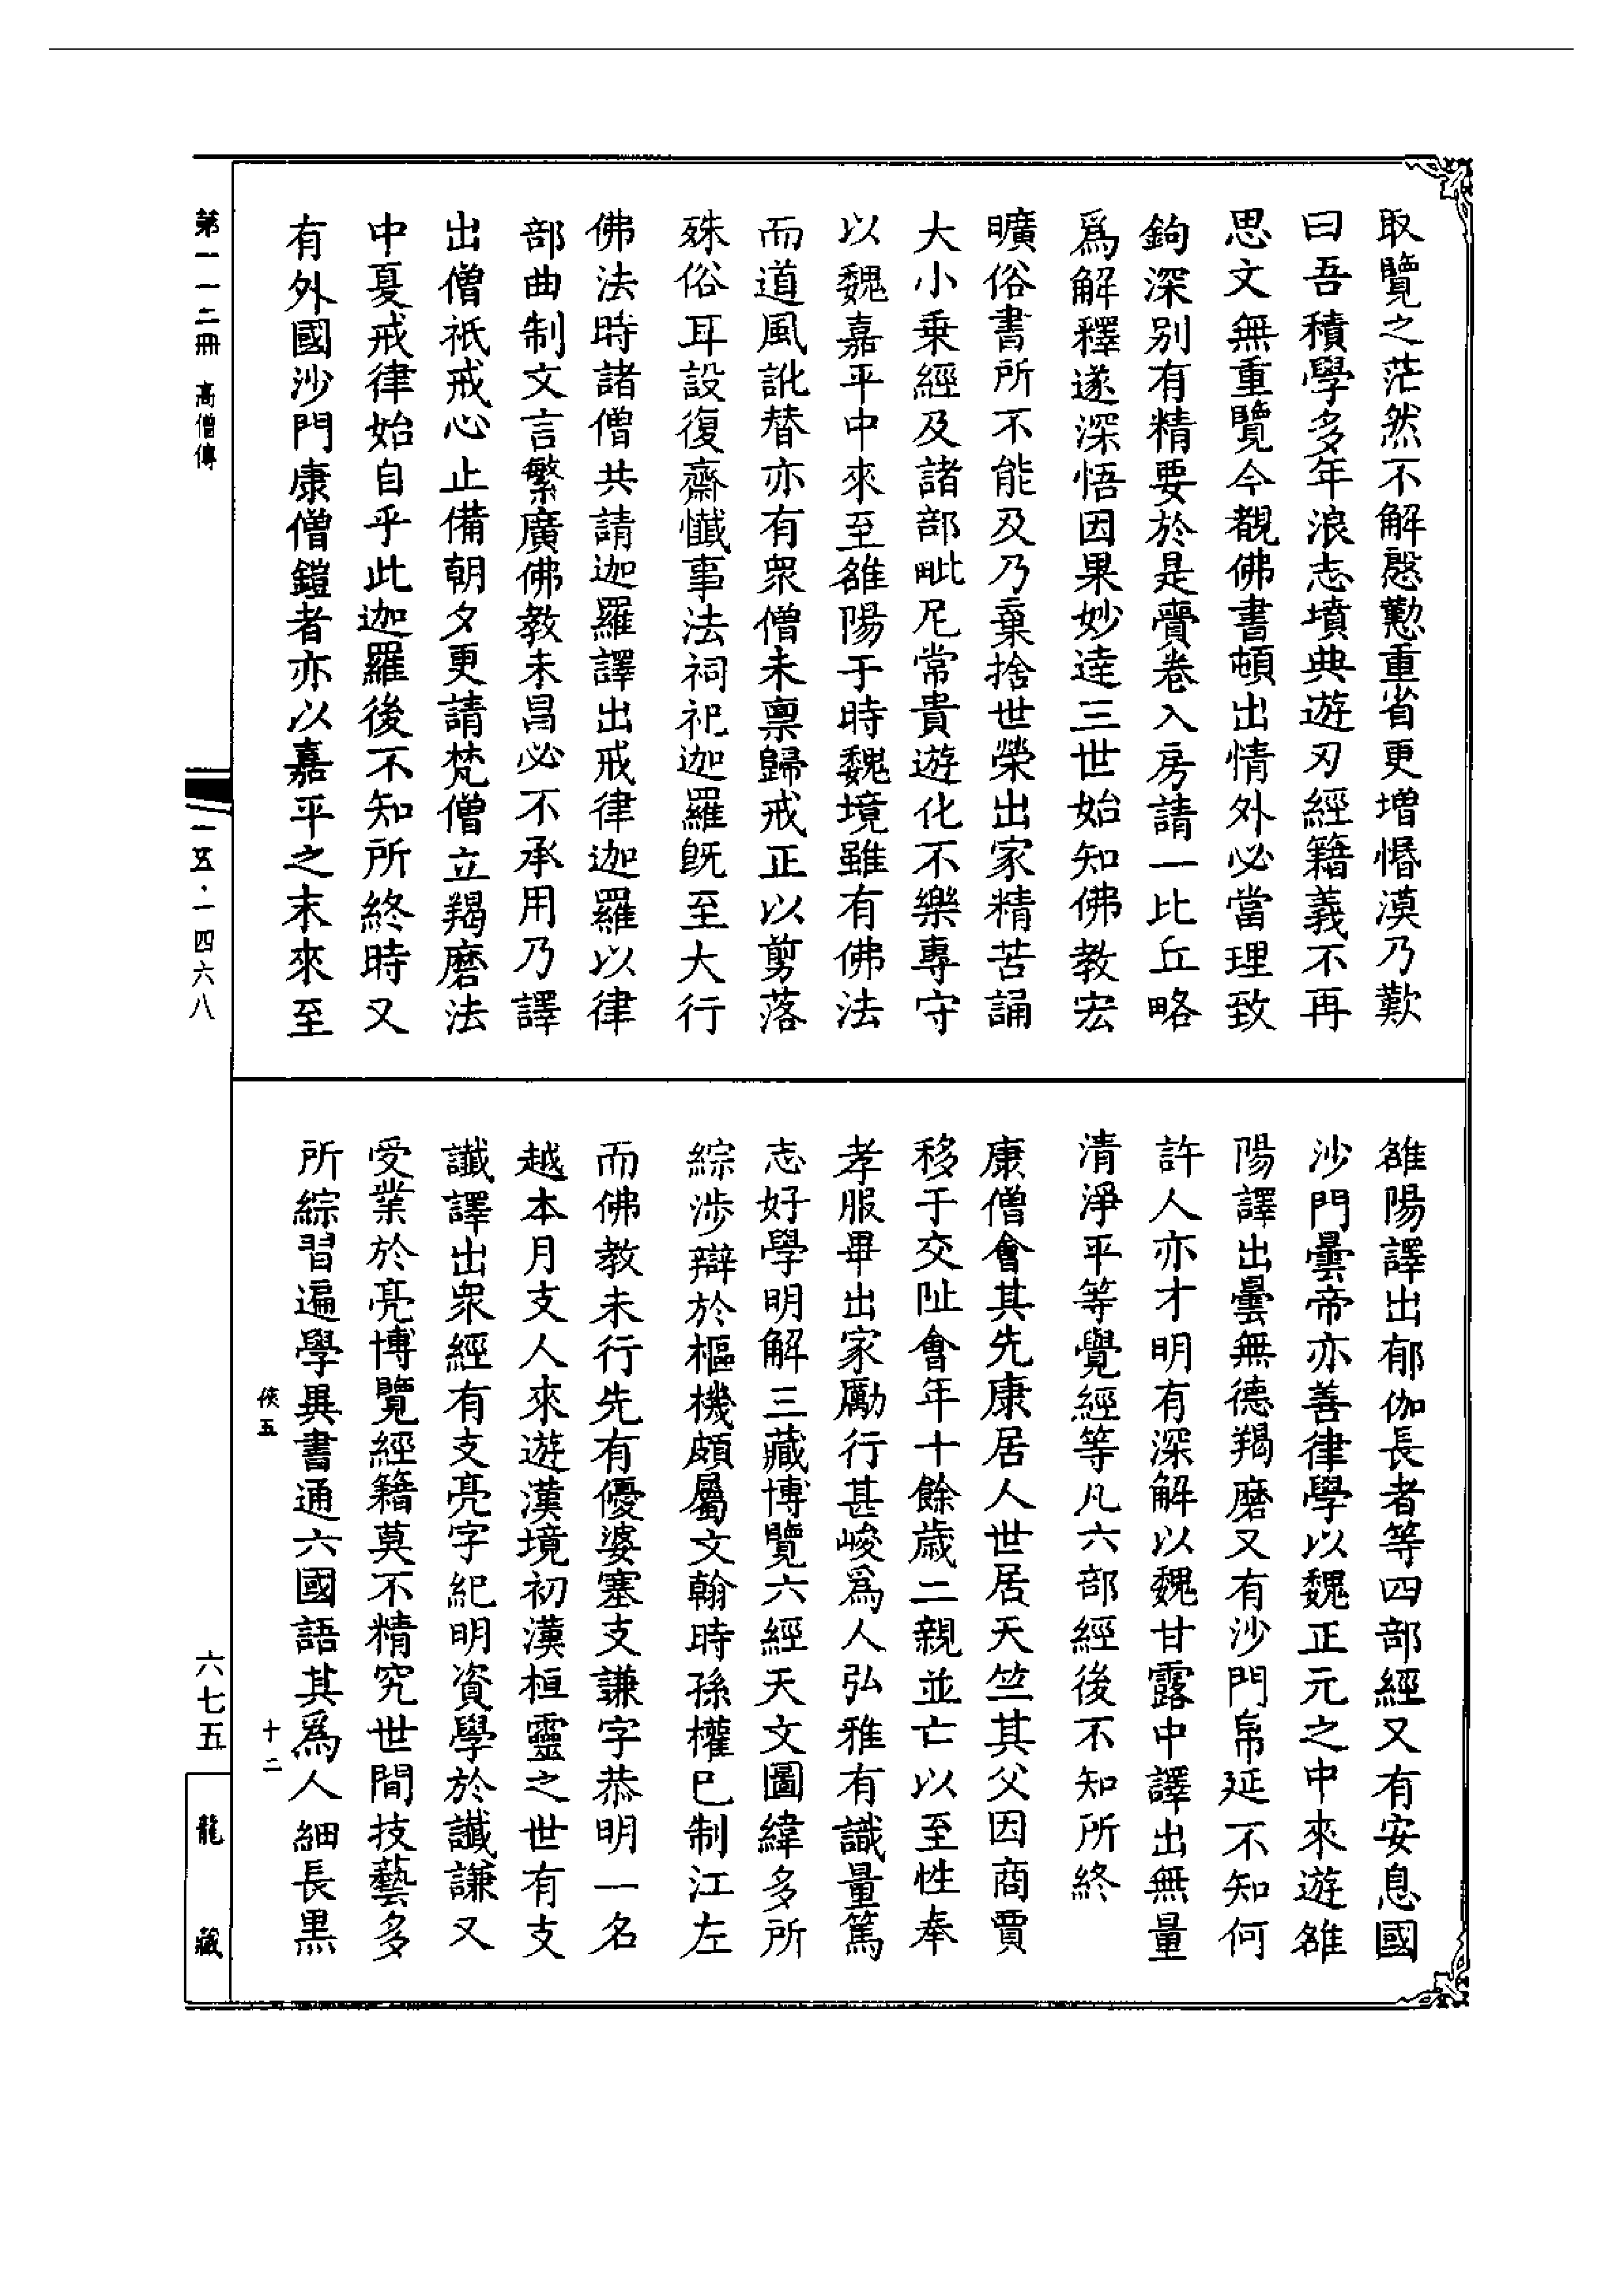 取覽之茫然不解慇懃重省更增惛漠乃歎
曰吾積學多年浪志墳典遊刃經籍義不再
思文無重覽今覩佛書頓出情外必當理致
鉤深別有精要於是賷卷入房請一比丘略
爲解釋遂深悟因果妙達三世始知佛教宏
曠俗書所不能及乃棄捨世榮出家精苦誦
大小乘經及諸部毗尼常貴遊化不樂專守
以魏嘉平中來至雒陽于時魏境雖有佛法
而道風訛替亦有衆僧未禀歸戒正以剪落
殊俗耳設復齋懺事法祠祀迦羅旣至大行
佛法時諸僧共請迦羅譯出戒律迦羅以律
部曲制文言繁廣佛教未昌必不承用乃譯
出僧祇戒心止備朝夕更請梵僧立羯磨法
中夏戒律始自乎此迦羅後不知所終時又
有外國沙門康僧鎧者亦以嘉平之末來至
雒陽譯出郁伽長者等四部經又有安息國
沙門曇帝亦善律學以魏正元之中來遊雒
陽譯出曇無德羯磨又有沙門帛延不知何
許人亦才明有深解以魏甘露中譯出無量
清淨平等覺經等凡六部經後不知所終
康僧會其先康居人世居天竺其父因商賈
移于交阯會年十餘歲二親並亡以至性奉
孝服畢出家勵行甚峻爲人弘雅有識量篤
志好學明解三藏博覽六經天文圖緯多所
綜涉辯於樞機頗屬文翰時孫權已制江左
而佛教未行先有優婆塞支謙字恭明一名
越本月支人來遊漢境初漢桓靈之世有支
讖譯出衆經有支亮字紀明資學於讖謙又
受業於亮博覽經籍莫不精究世間技藝多
所綜習遍學異書通六國語其爲人細長黑
俠五
十二
第一一二冊 高僧傳
一五·一四六八
六七五
龍藏